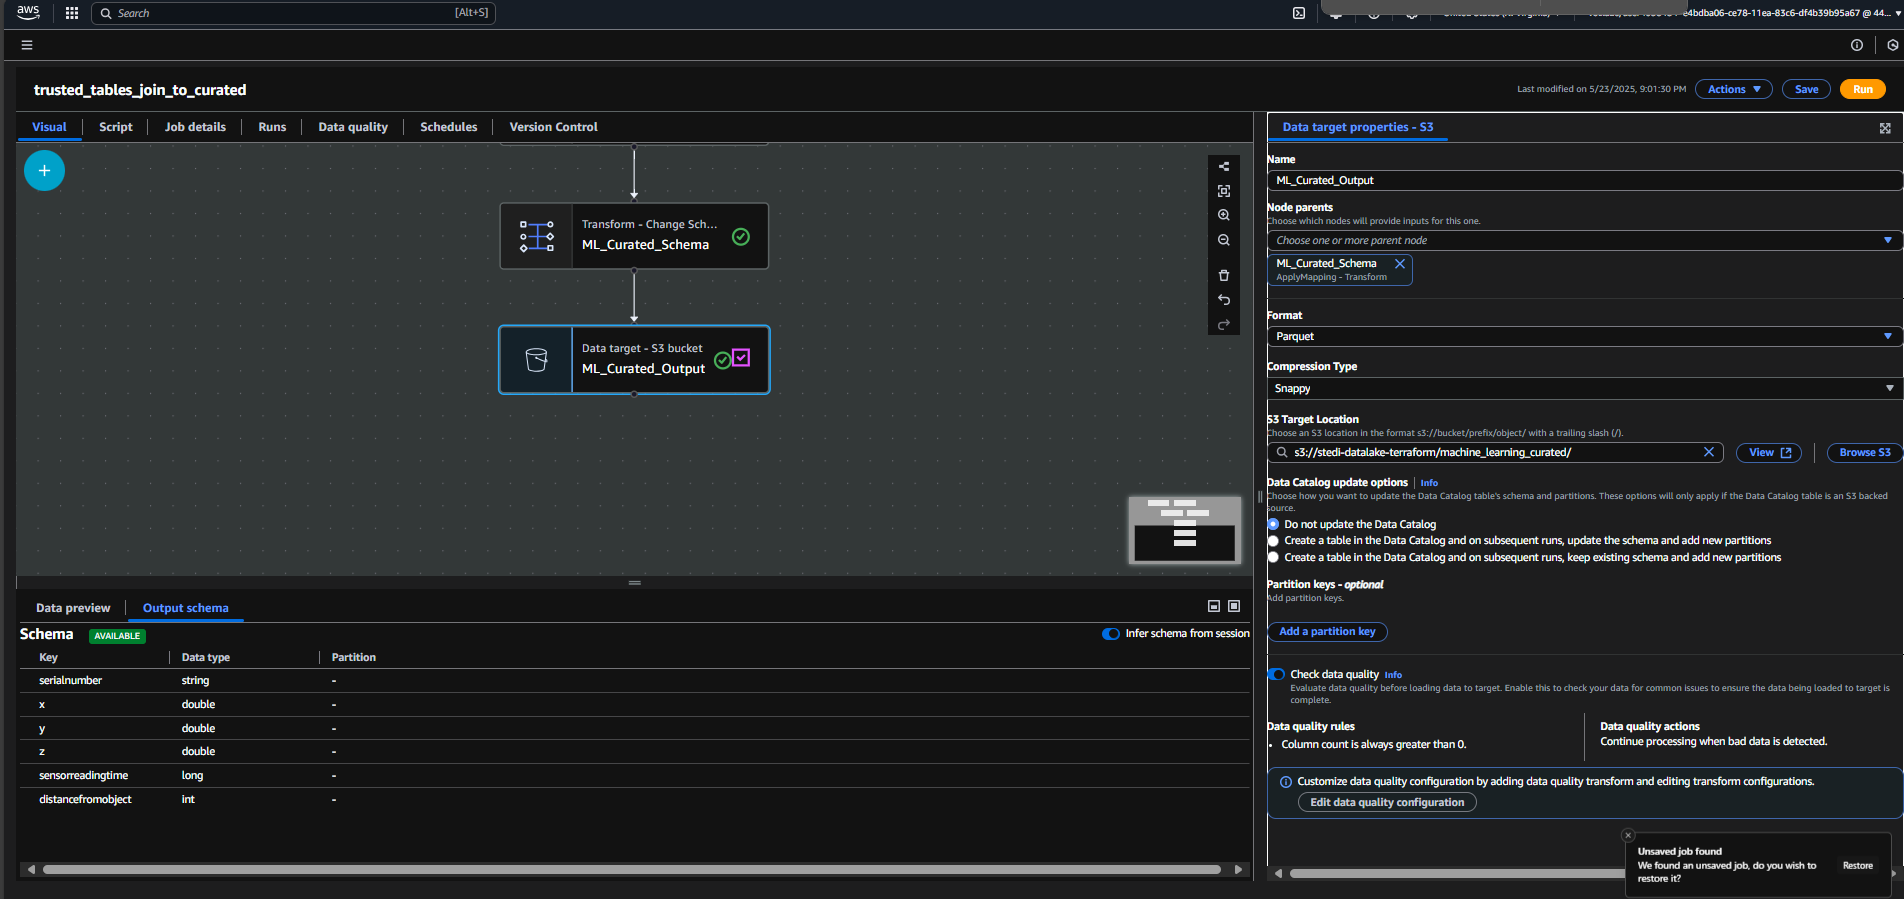 aws
Search
[Alt+S]
e4bdba06-ce78-11ea-83c6-df4b39b95a67 @ 44...
trusted_tables_join_to_curated
Last modified on 5/23/2025, 9:01:30 PM
Actions
Save
Run
Visual
Script
Job details
Runs
Data quality
Schedules
Version Control
Transform - Change Sch...
ML_Curated_Schema
Data target - S3 bucket
ML_Curated_Output
Data preview
Output schema
Schema
AVAILABLE
Infer schema from session
Key Data type Partition
serialnumber string -
x double -
y double -
z double -
sensorreadingtime long -
distancefromobject int -
Data target properties - S3
Name
ML_Curated_Output
Node parents
Choose which nodes will provide inputs for this one.
Choose one or more parent node
ML_Curated_Schema
ApplyMapping - Transform
Format
Parquet
Compression Type
Snappy
S3 Target Location
Choose an S3 location in the format s3://bucket/prefix/object/ with a trailing slash (/).
s3://stedi-datalake-terraform/machine_learning_curated/
View
Browse S3
Data Catalog update options
Info
Choose how you want to update the Data Catalog table's schema and partitions. These options will only apply if the Data Catalog table is an S3 backed
source.
Do not update the Data Catalog
Create a table in the Data Catalog and on subsequent runs, update the schema and add new partitions
Create a table in the Data Catalog and on subsequent runs, keep existing schema and add new partitions
Partition keys - optional
Add partition keys.
Add a partition key
Check data quality
Info
Evaluate data quality before loading data to target. Enable this to check your data for common issues to ensure the data being loaded to target is
complete.
Data quality rules
Column count is always greater than 0.
Data quality actions
Continue processing when bad data is detected.
Customize data quality configuration by adding data quality transform and editing transform configurations.
Edit data quality configuration
Unsaved job found
We found an unsaved job, do you wish to
restore it?
Restore